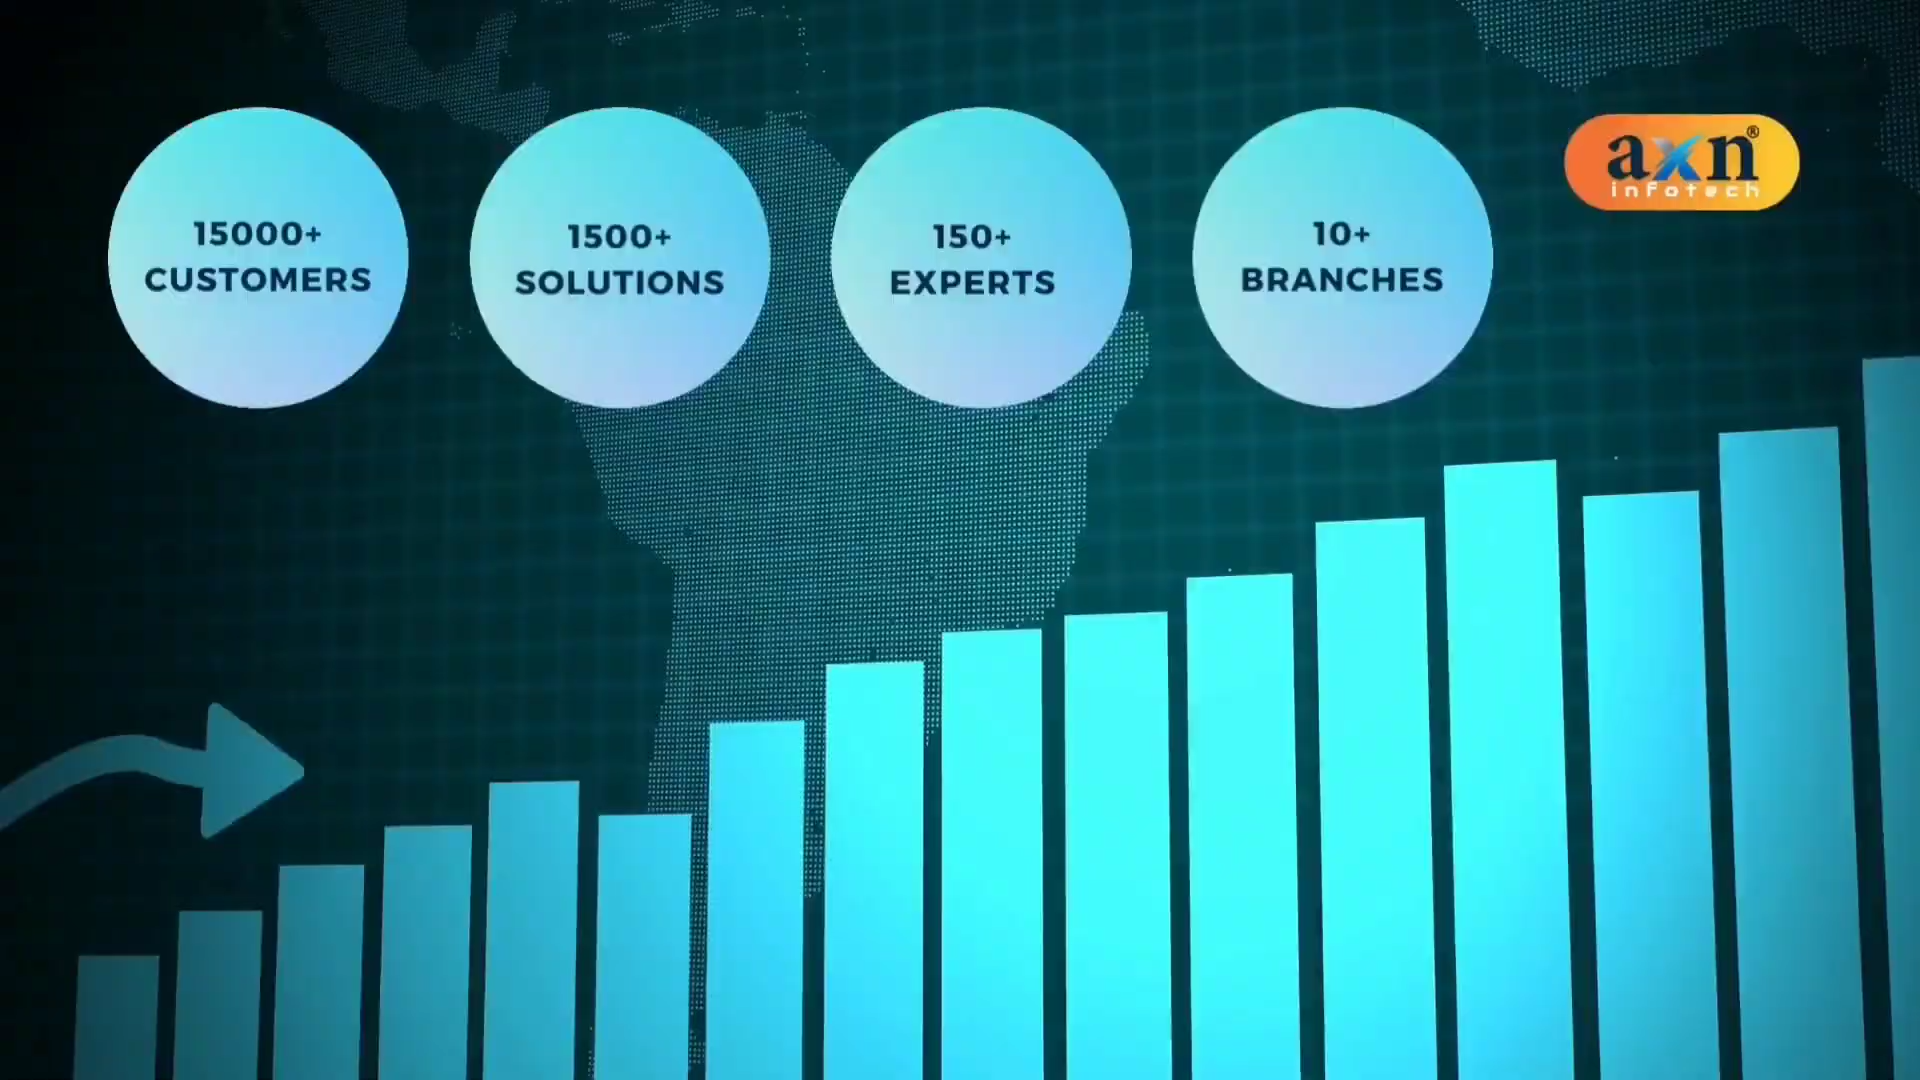 15000+
CUSTOMERS
1500+
SOLUTIONS
150+
EXPERTS
10+
BRANCHES
axn®
infotech